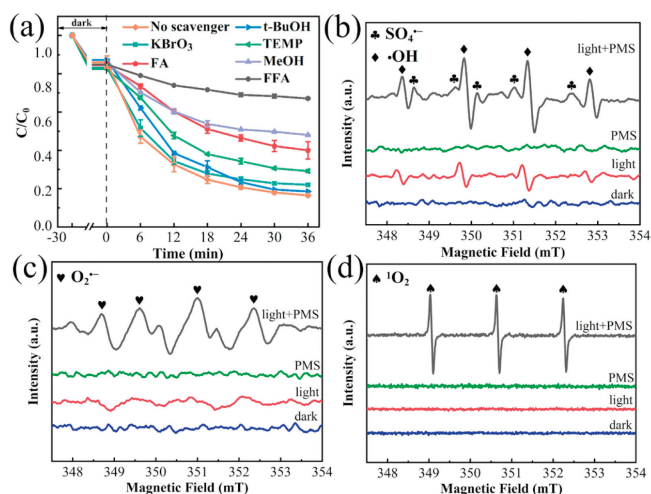 (a)
dark
No scavenger
t-BuOH
KBrO₃
TEMP
FA
MeOH
FFA
C/C₀
1.0
0.8
0.6
0.4
0.2
0.0
-30 0 6 12 18 24 30 36
Time (min)
(b)
♣ SO₄•⁻
♦ ·OH
light+PMS
PMS
light
dark
Intensity (a.u.)
348 349 350 351 352 353 354
Magnetic Field (mT)
(c)
♥ O₂•⁻
light+PMS
PMS
light
dark
Intensity (a.u.)
348 349 350 351 352 353 354
Magnetic Field (mT)
(d)
♠ ¹O₂
light+PMS
PMS
light
dark
Intensity (a.u.)
348 349 350 351 352 353 354
Magnetic Field (mT)